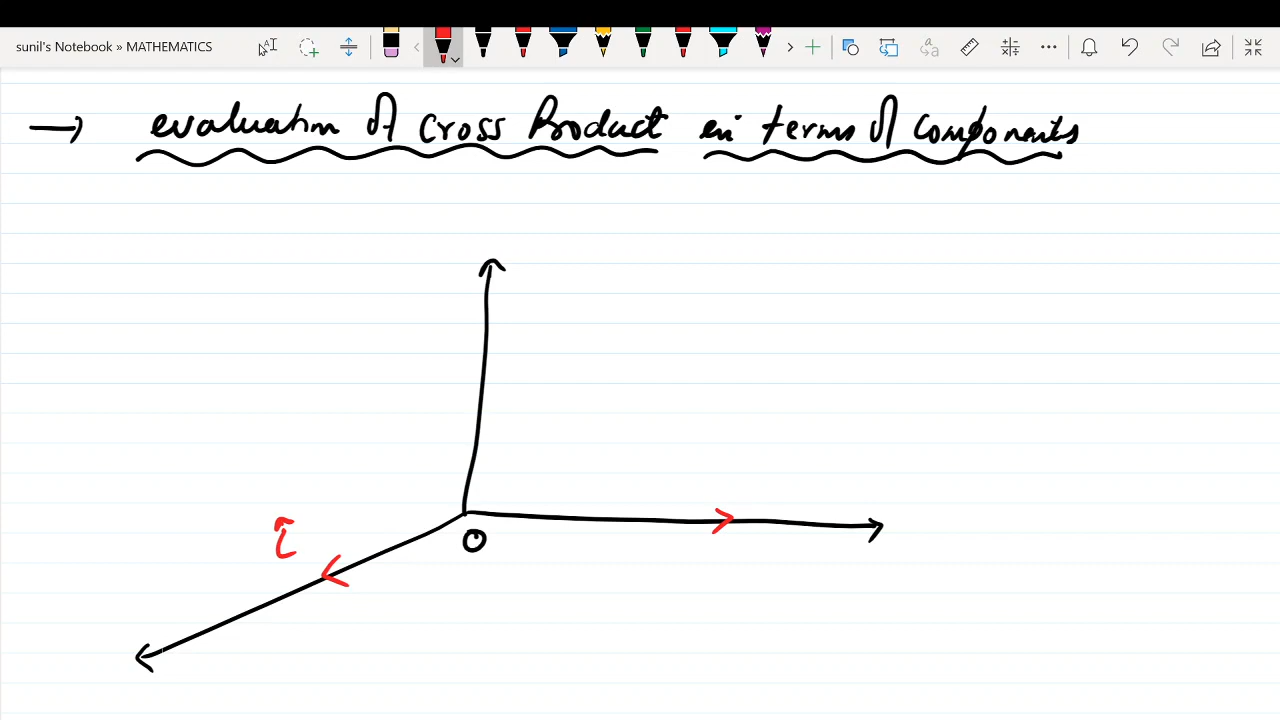 sunil's Notebook » MATHEMATICS
→ evaluation of cross Product in terms of components
î
O